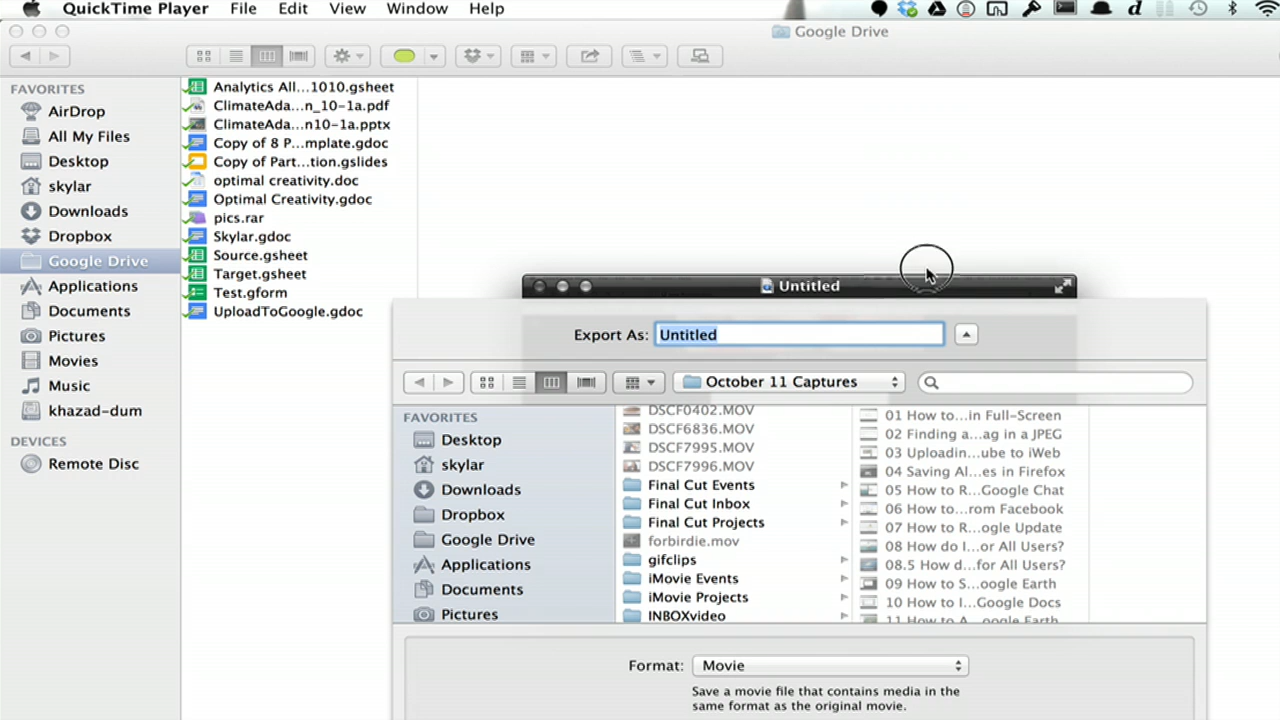 QuickTime Player File Edit View Window Help
Google Drive
FAVORITES
AirDrop
All My Files
Desktop
skylar
Downloads
Dropbox
Google Drive
Applications
Documents
Pictures
Movies
Music
khazad-dum
DEVICES
Remote Disc
Analytics All...1010.gsheet
ClimateAda...n_10-1a.pdf
ClimateAda...n10-1a.pptx
Copy of 8 P...mplate.gdoc
Copy of Part...tion.gslides
optimal creativity.doc
Optimal Creativity.gdoc
pics.rar
Skylar.gdoc
Source.gsheet
Target.gsheet
Test.gform
UploadToGoogle.gdoc
Untitled
Export As: Untitled
October 11 Captures
FAVORITES
Desktop
skylar
Downloads
Dropbox
Google Drive
Applications
Documents
Pictures
DSCF0402.MOV
DSCF6836.MOV
DSCF7995.MOV
DSCF7996.MOV
Final Cut Events
Final Cut Inbox
Final Cut Projects
forbirdie.mov
gifclips
iMovie Events
iMovie Projects
INBOXvideo
01 How to...in Full-Screen
02 Finding a...ag in a JPEG
03 Uploadin...ube to iWeb
04 Saving Al...es in Firefox
05 How to R...Google Chat
06 How to...rom Facebook
07 How to R...ogle Update
08 How do I...or All Users?
08.5 How d...for All Users?
09 How to S...oogle Earth
10 How to I...Google Docs
11 How to A...oogle Earth
Format: Movie
Save a movie file that contains media in the
same format as the original movie.